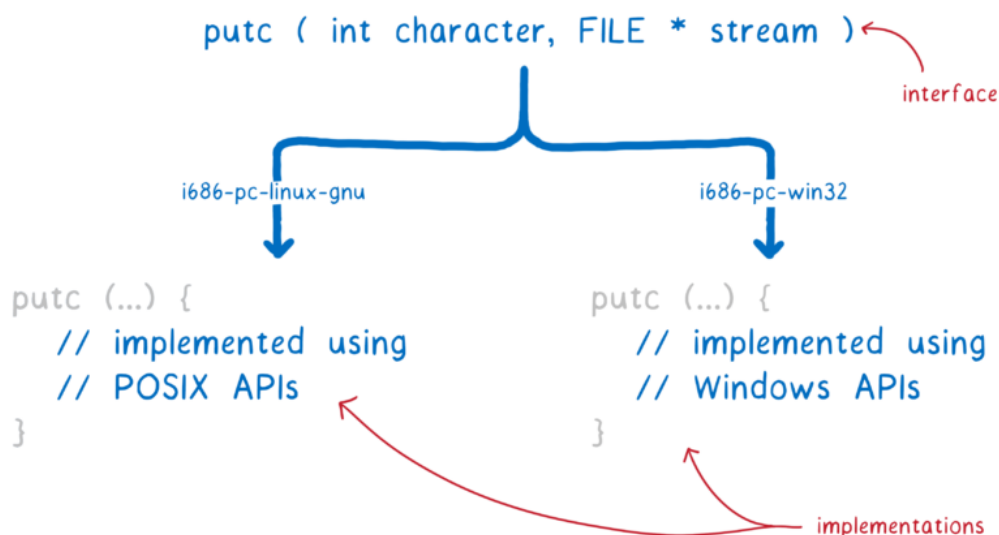 putc ( int character, FILE * stream )
interface
i686-pc-linux-gnu
i686-pc-win32
putc (...) {
// implemented using
// POSIX APIs
}
putc (...) {
// implemented using
// Windows APIs
}
implementations